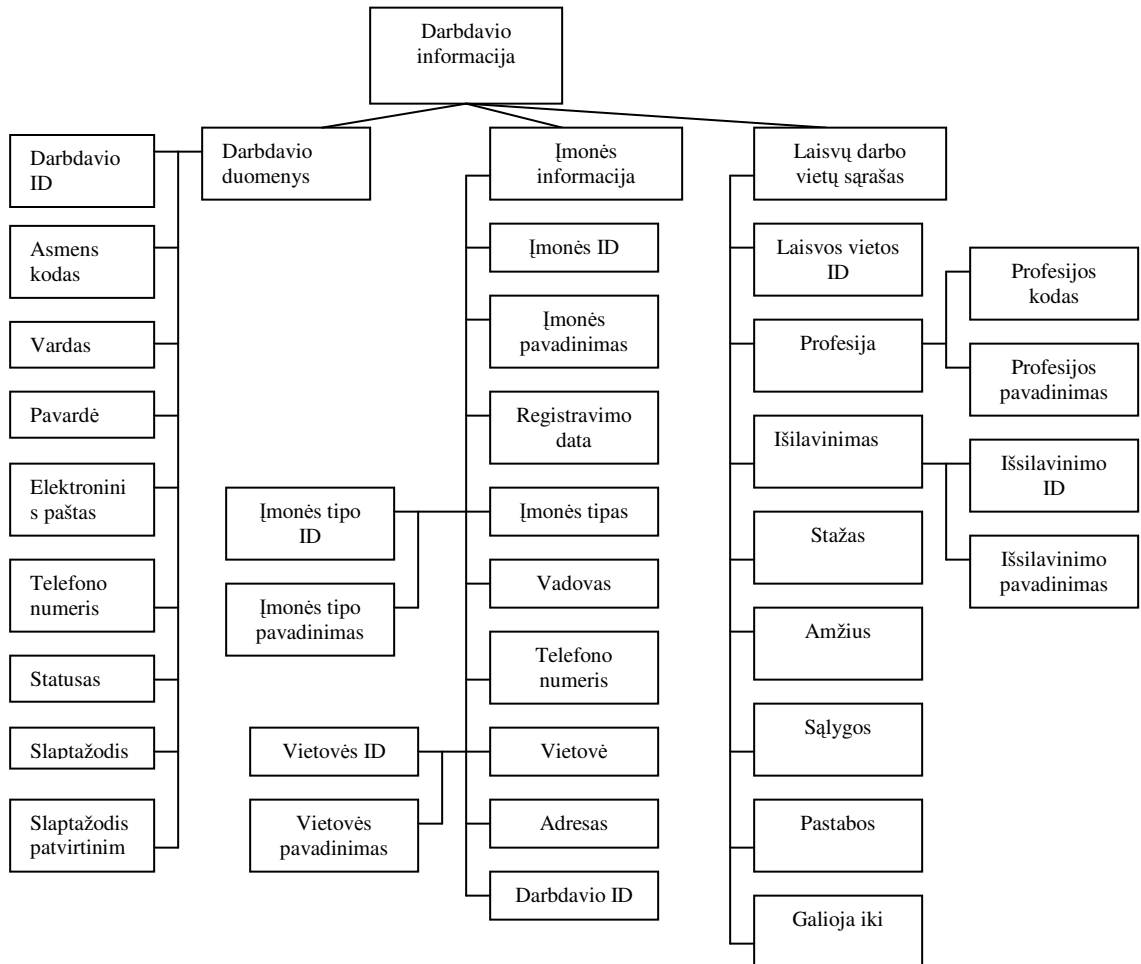 Darbdavio
informacija
Darbdavio
ID
Asmens
kodas
Vardas
Pavardė
Elektronini
s paštas
Telefono
numeris
Statusas
Slaptažodis
Slaptažodis
patvirtinim
Darbdavio
duomenys
Įmonės
informacija
Įmonės ID
Įmonės
pavadinimas
Registravimo
data
Įmonės tipas
Įmonės tipo
ID
Įmonės tipo
pavadinimas
Vadovas
Telefono
numeris
Vietovė
Vietovės ID
Vietovės
pavadinimas
Adresas
Darbdavio ID
Laisvų darbo
vietų sąrašas
Laisvos vietos
ID
Profesija
Profesijos
kodas
Profesijos
pavadinimas
Išilavinimas
Išsilavinimo
ID
Išsilavinimo
pavadinimas
Stažas
Amžius
Sąlygos
Pastabos
Galioja iki